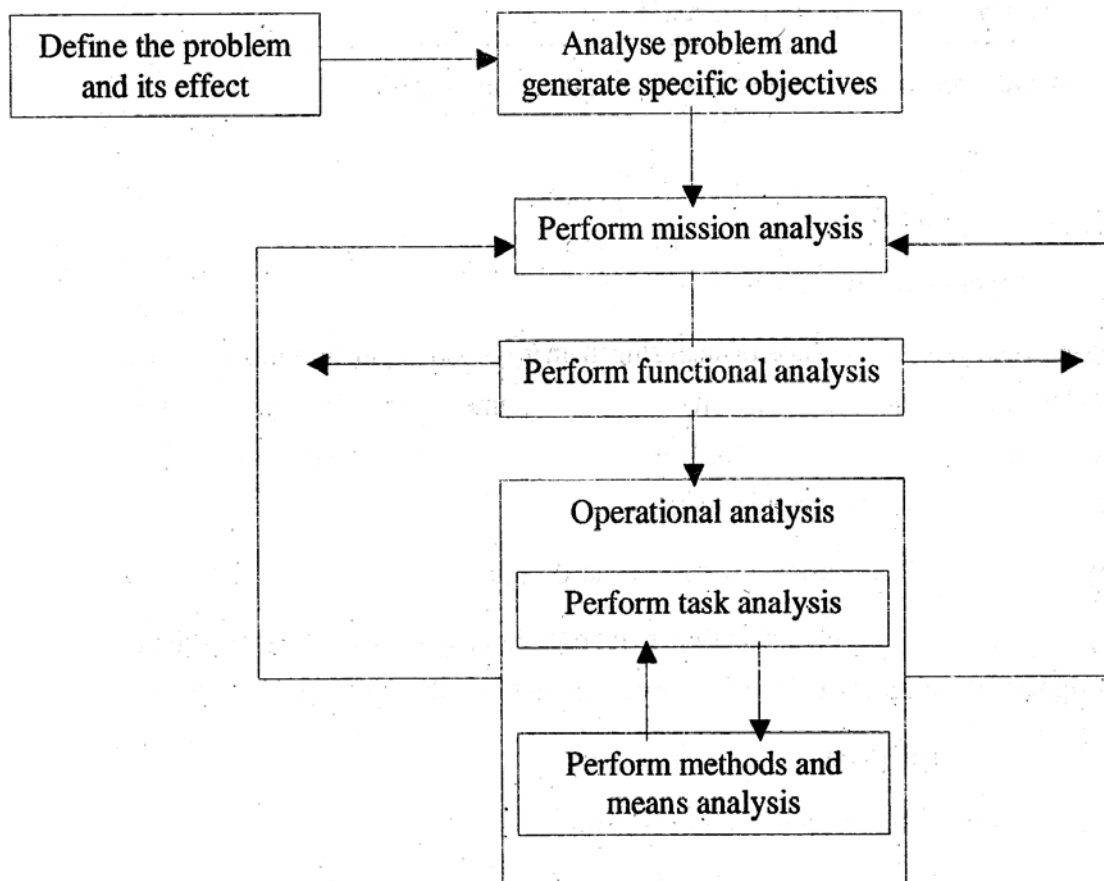 Define the problem
and its effect
Analyse problem and
generate specific objectives
Perform mission analysis
Perform functional analysis
Operational analysis
Perform task analysis
Perform methods and
means analysis